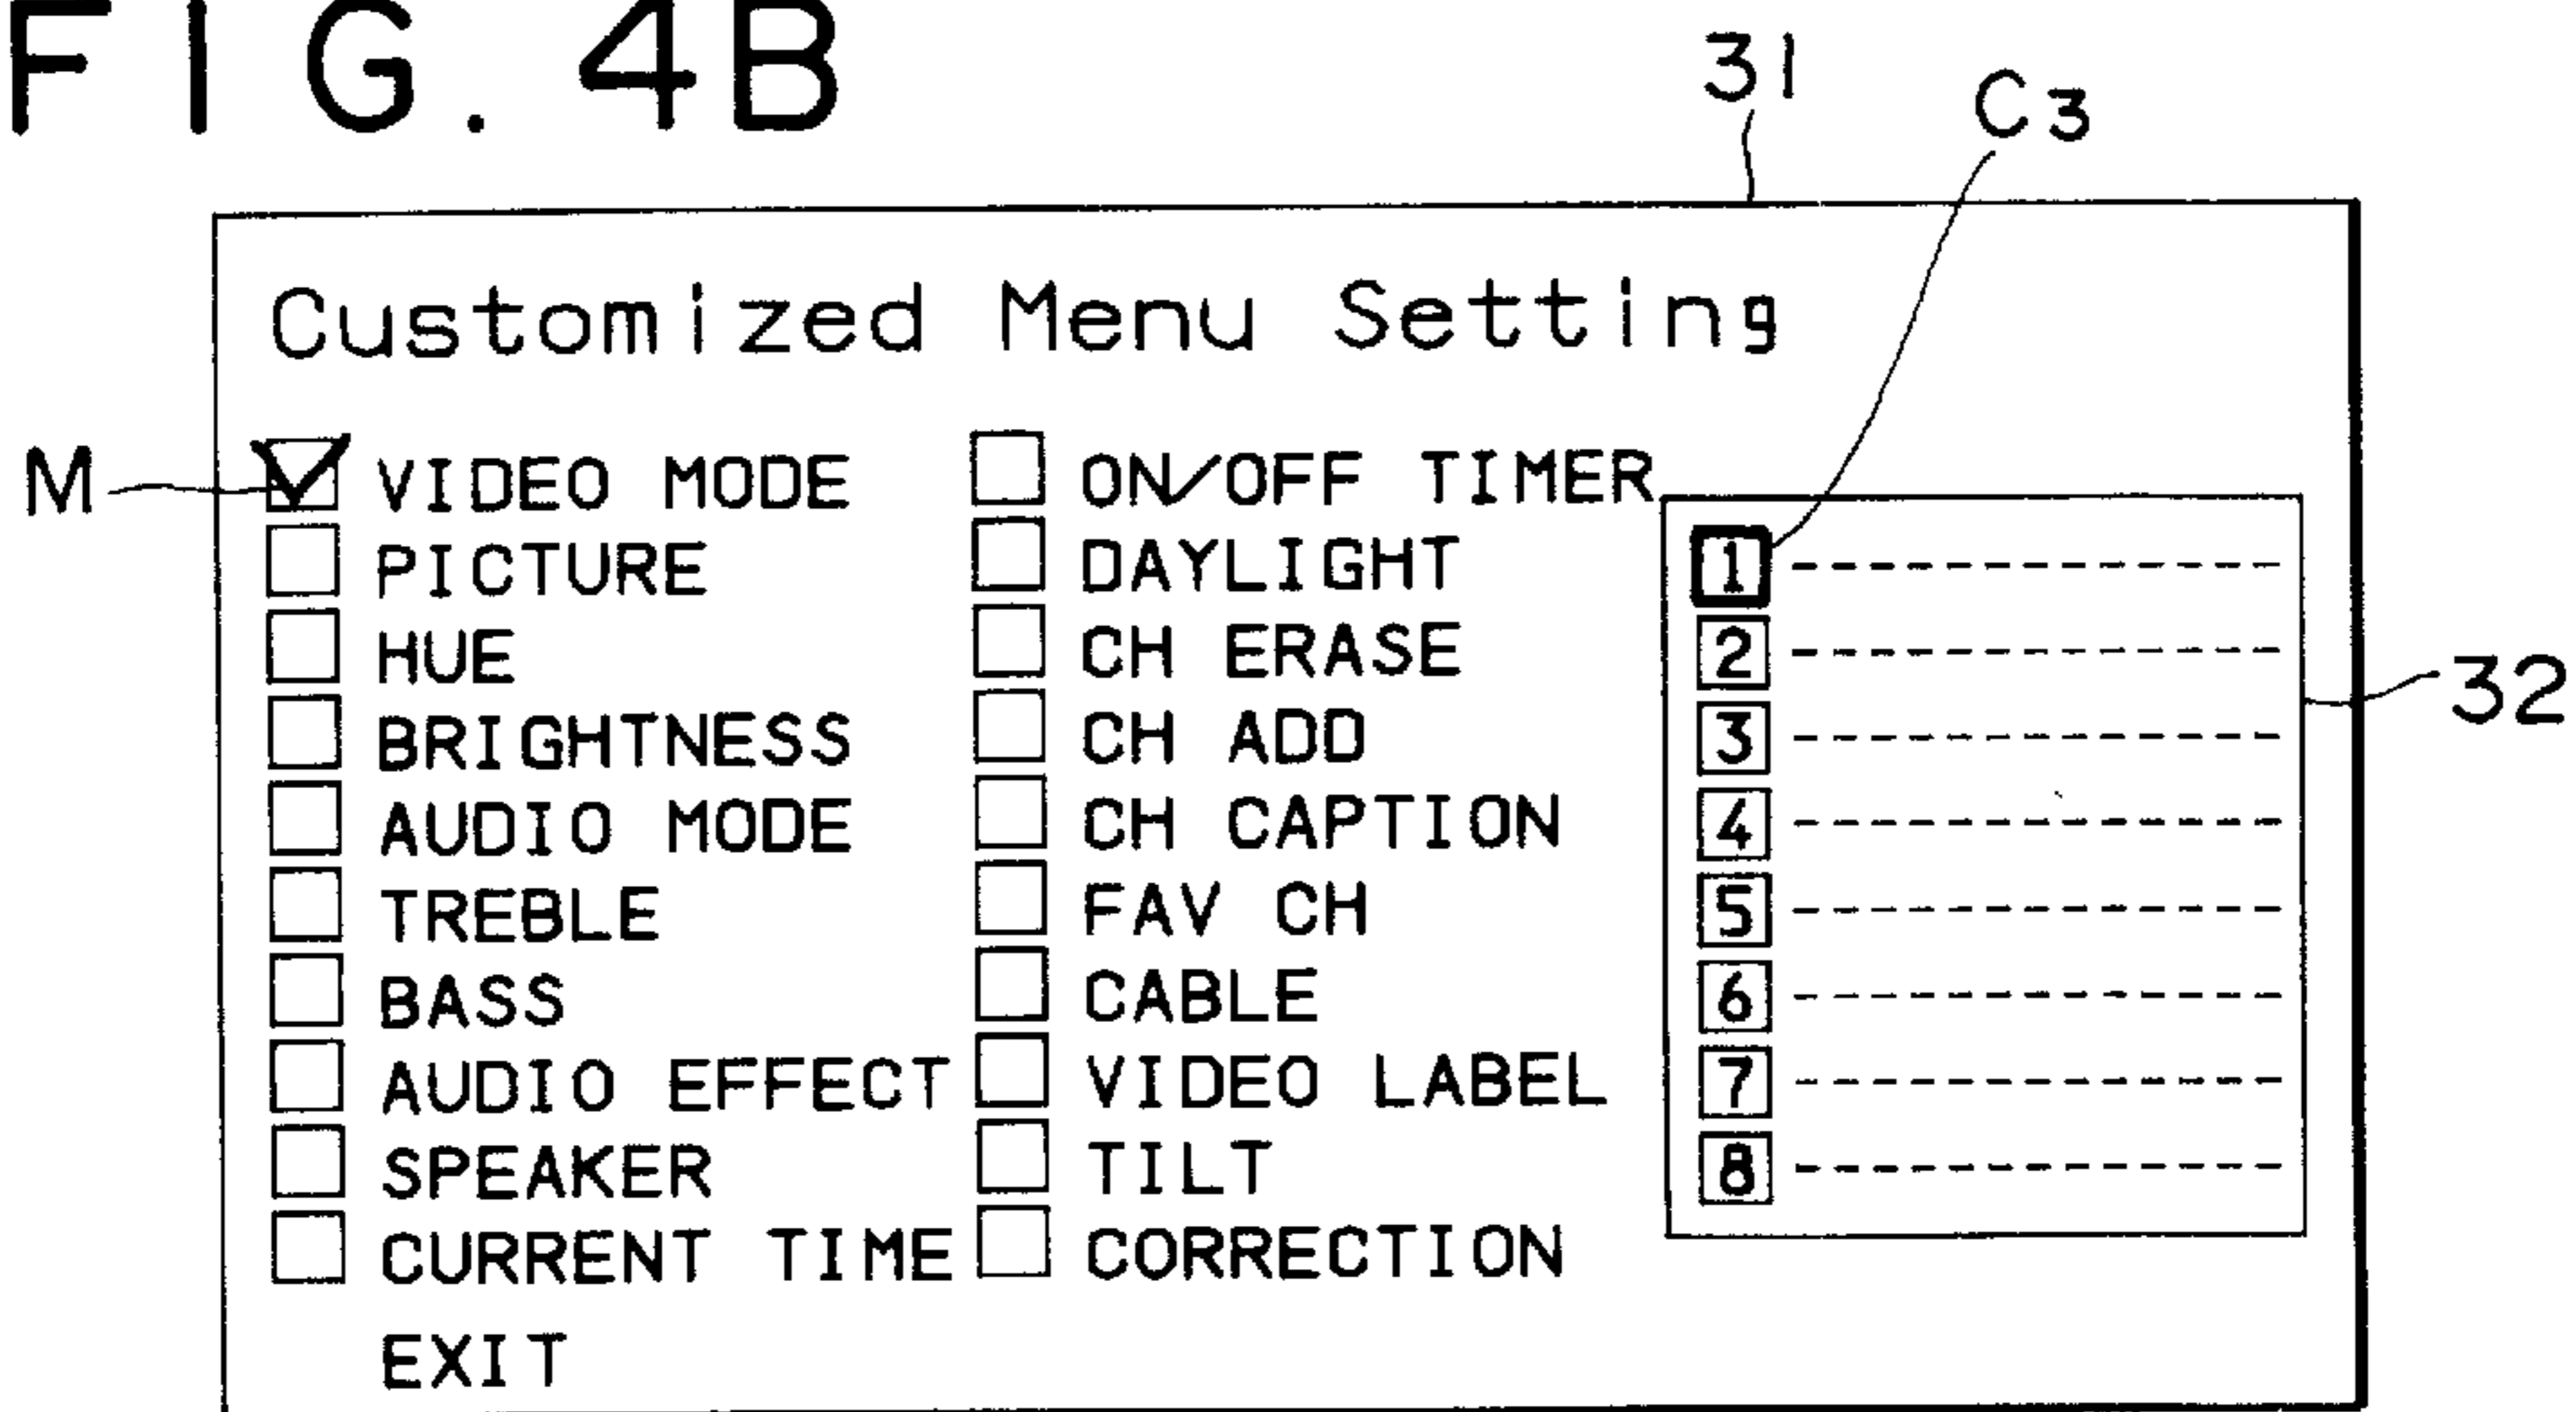 FIG. 4B
31
C3
Customized Menu Setting
M
VIDEO MODE
PICTURE
HUE
BRIGHTNESS
AUDIO MODE
TREBLE
BASS
AUDIO EFFECT
SPEAKER
CURRENT TIME
EXIT
ON/OFF TIMER
DAYLIGHT
CH ERASE
CH ADD
CH CAPTION
FAV CH
CABLE
VIDEO LABEL
TILT
CORRECTION
1 -------------
2 -------------
3 -------------
4 -------------
5 -------------
6 -------------
7 -------------
8 -------------
32